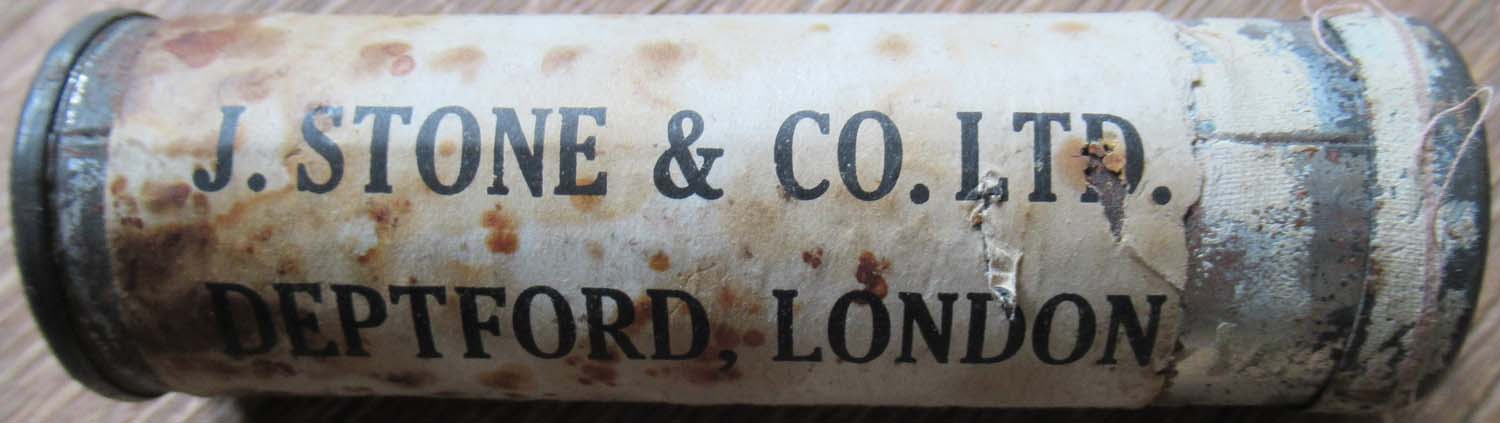 J. STONE & CO. LTD.
DEPTFORD, LONDON